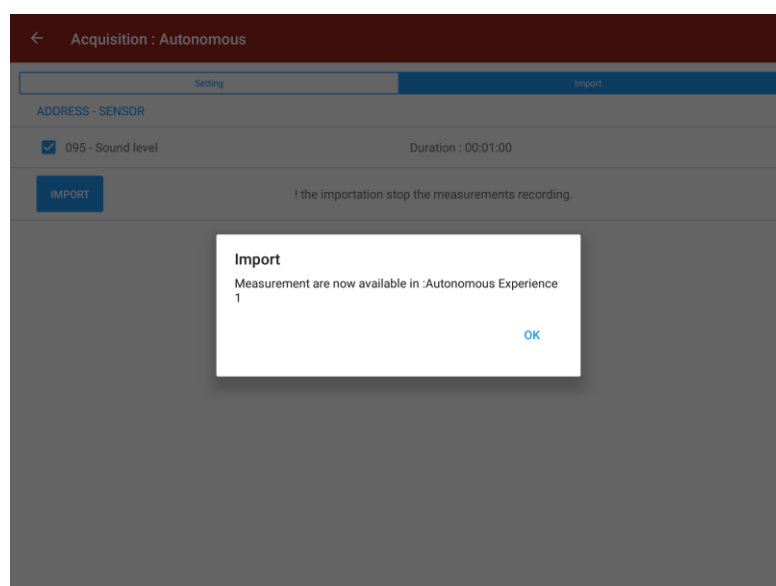 Acquisition : Autonomous
Setting
Import
ADDRESS - SENSOR
095 - Sound level
Duration : 00:01:00
IMPORT
! the importation stop the measurements recording.
Import
Measurement are now available in :Autonomous Experience
1
OK